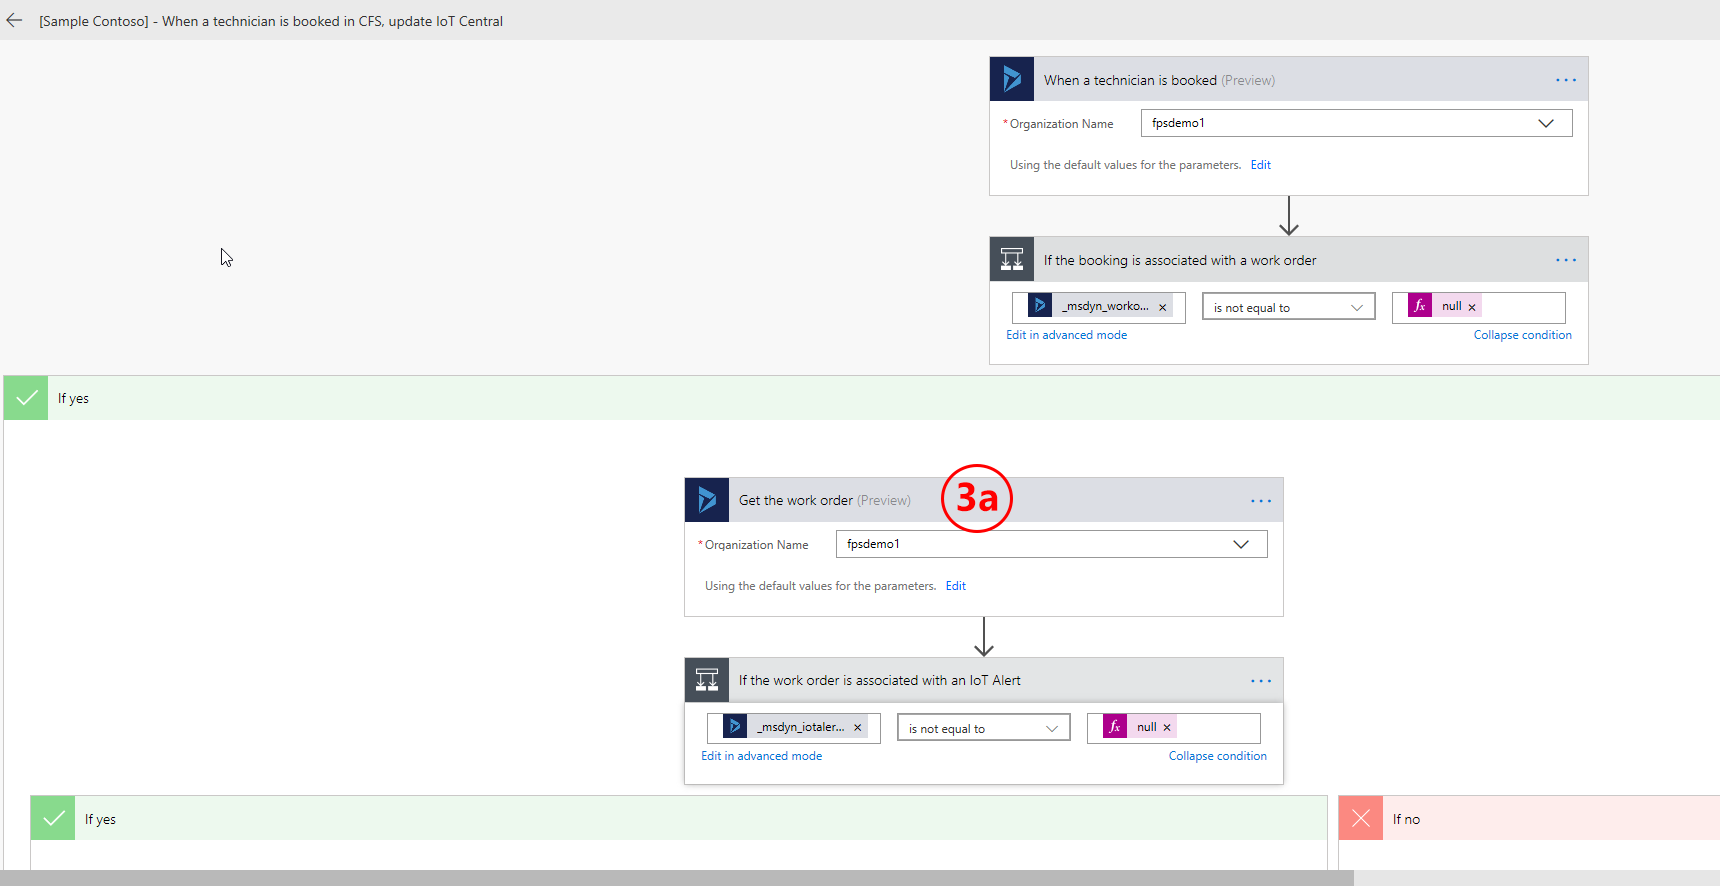 [Sample Contoso] - When a technician is booked in CFS, update IoT Central
When a technician is booked (Preview)
* Organization Name fpsdemo1
Using the default values for the parameters. Edit
If the booking is associated with a work order
_msdyn_worko... × is not equal to fx null ×
Edit in advanced mode Collapse condition
If yes
Get the work order (Preview) 3a
* Organization Name fpsdemo1
Using the default values for the parameters. Edit
If the work order is associated with an IoT Alert
_msdyn_iotaler... × is not equal to fx null ×
Edit in advanced mode Collapse condition
If yes If no